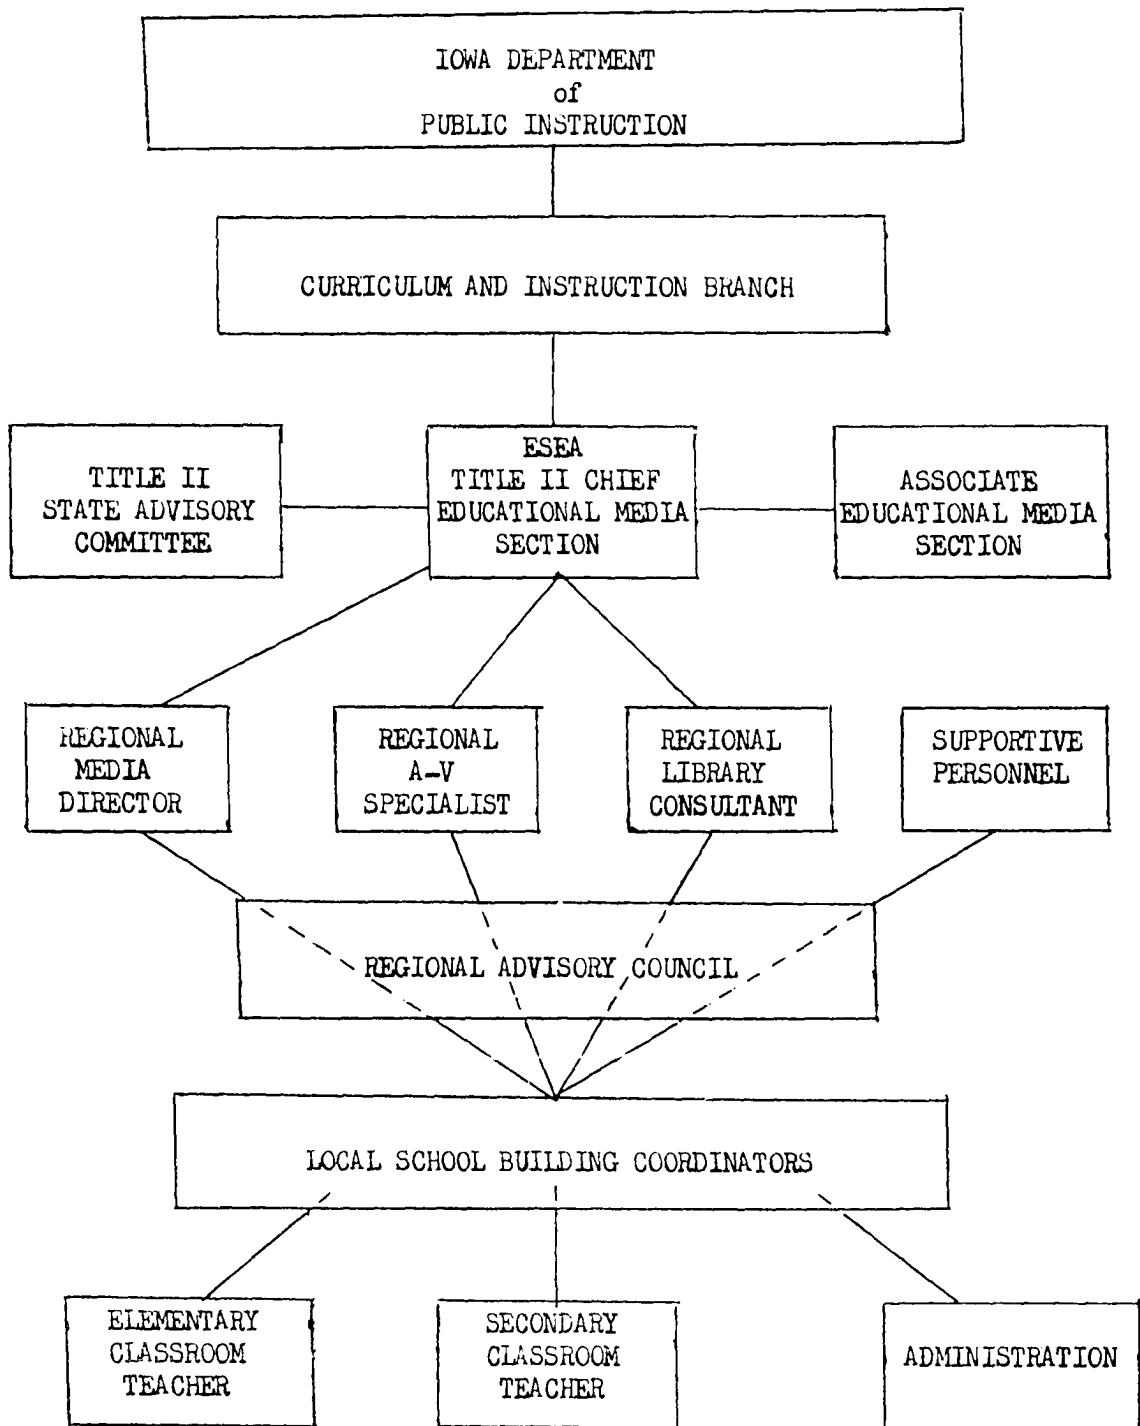 IOWA DEPARTMENT
of
PUBLIC INSTRUCTION
CURRICULUM AND INSTRUCTION BRANCH
TITLE II
STATE ADVISORY
COMMITTEE
ESEA
TITLE II CHIEF
EDUCATIONAL MEDIA
SECTION
ASSOCIATE
EDUCATIONAL MEDIA
SECTION
REGIONAL
MEDIA
DIRECTOR
REGIONAL
A-V
SPECIALIST
REGIONAL
LIBRARY
CONSULTANT
SUPPORTIVE
PERSONNEL
REGIONAL ADVISORY COUNCIL
LOCAL SCHOOL BUILDING COORDINATORS
ELEMENTARY
CLASSROOM
TEACHER
SECONDARY
CLASSROOM
TEACHER
ADMINISTRATION